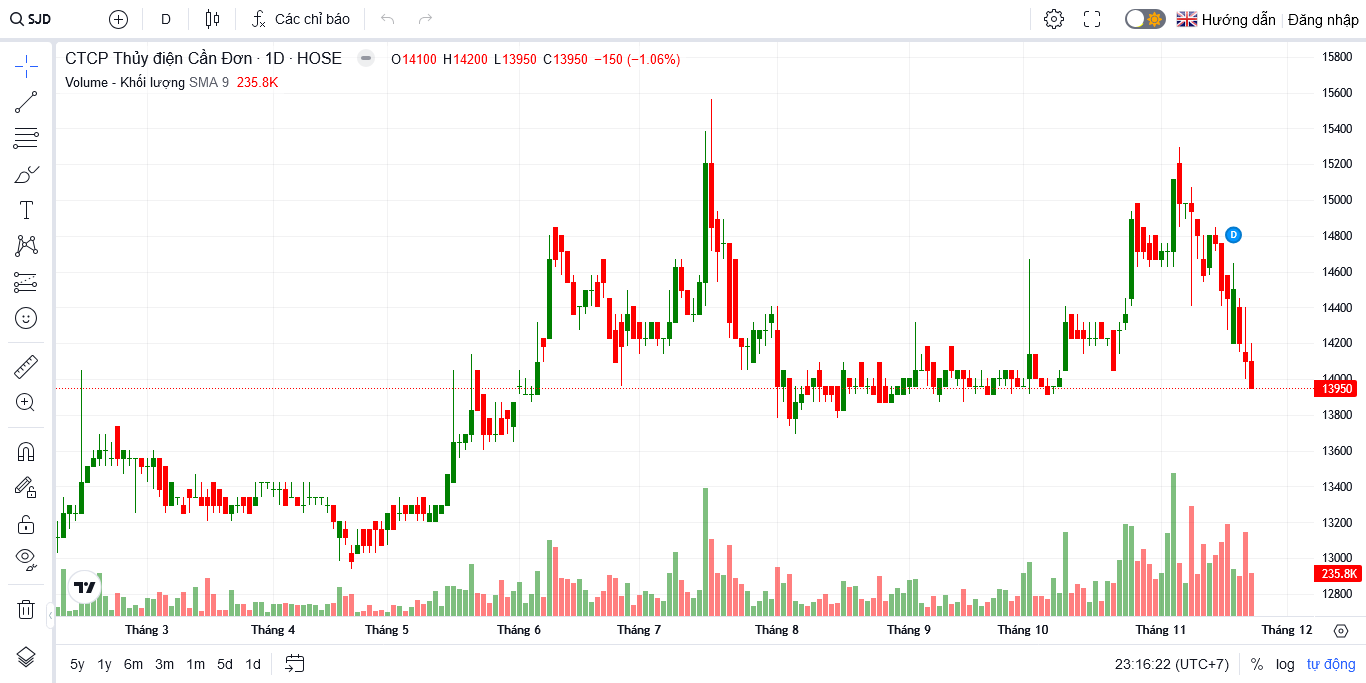 SJD D Các chỉ báo Hướng dẫn Đăng nhập
CTCP Thủy điện Cần Đơn · 1D · HOSE O14100 H14200 L13950 C13950 −150 (−1.06%)
Volume - Khối lượng SMA 9 235.8K
15800
15600
15400
15200
15000
14800
D
14600
14400
14200
14000
13950
13800
13600
13400
13200
13000
235.8K
12800
Tháng 3 Tháng 4 Tháng 5 Tháng 6 Tháng 7 Tháng 8 Tháng 9 Tháng 10 Tháng 11 Tháng 12
5y 1y 6m 3m 1m 5d 1d 23:16:22 (UTC+7) % log tự động